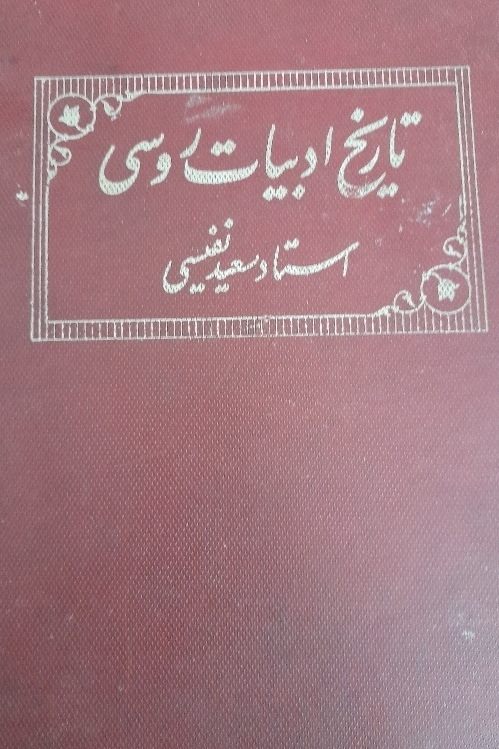 تاریخ ادبیات روسی
استاد سعید نفیسی